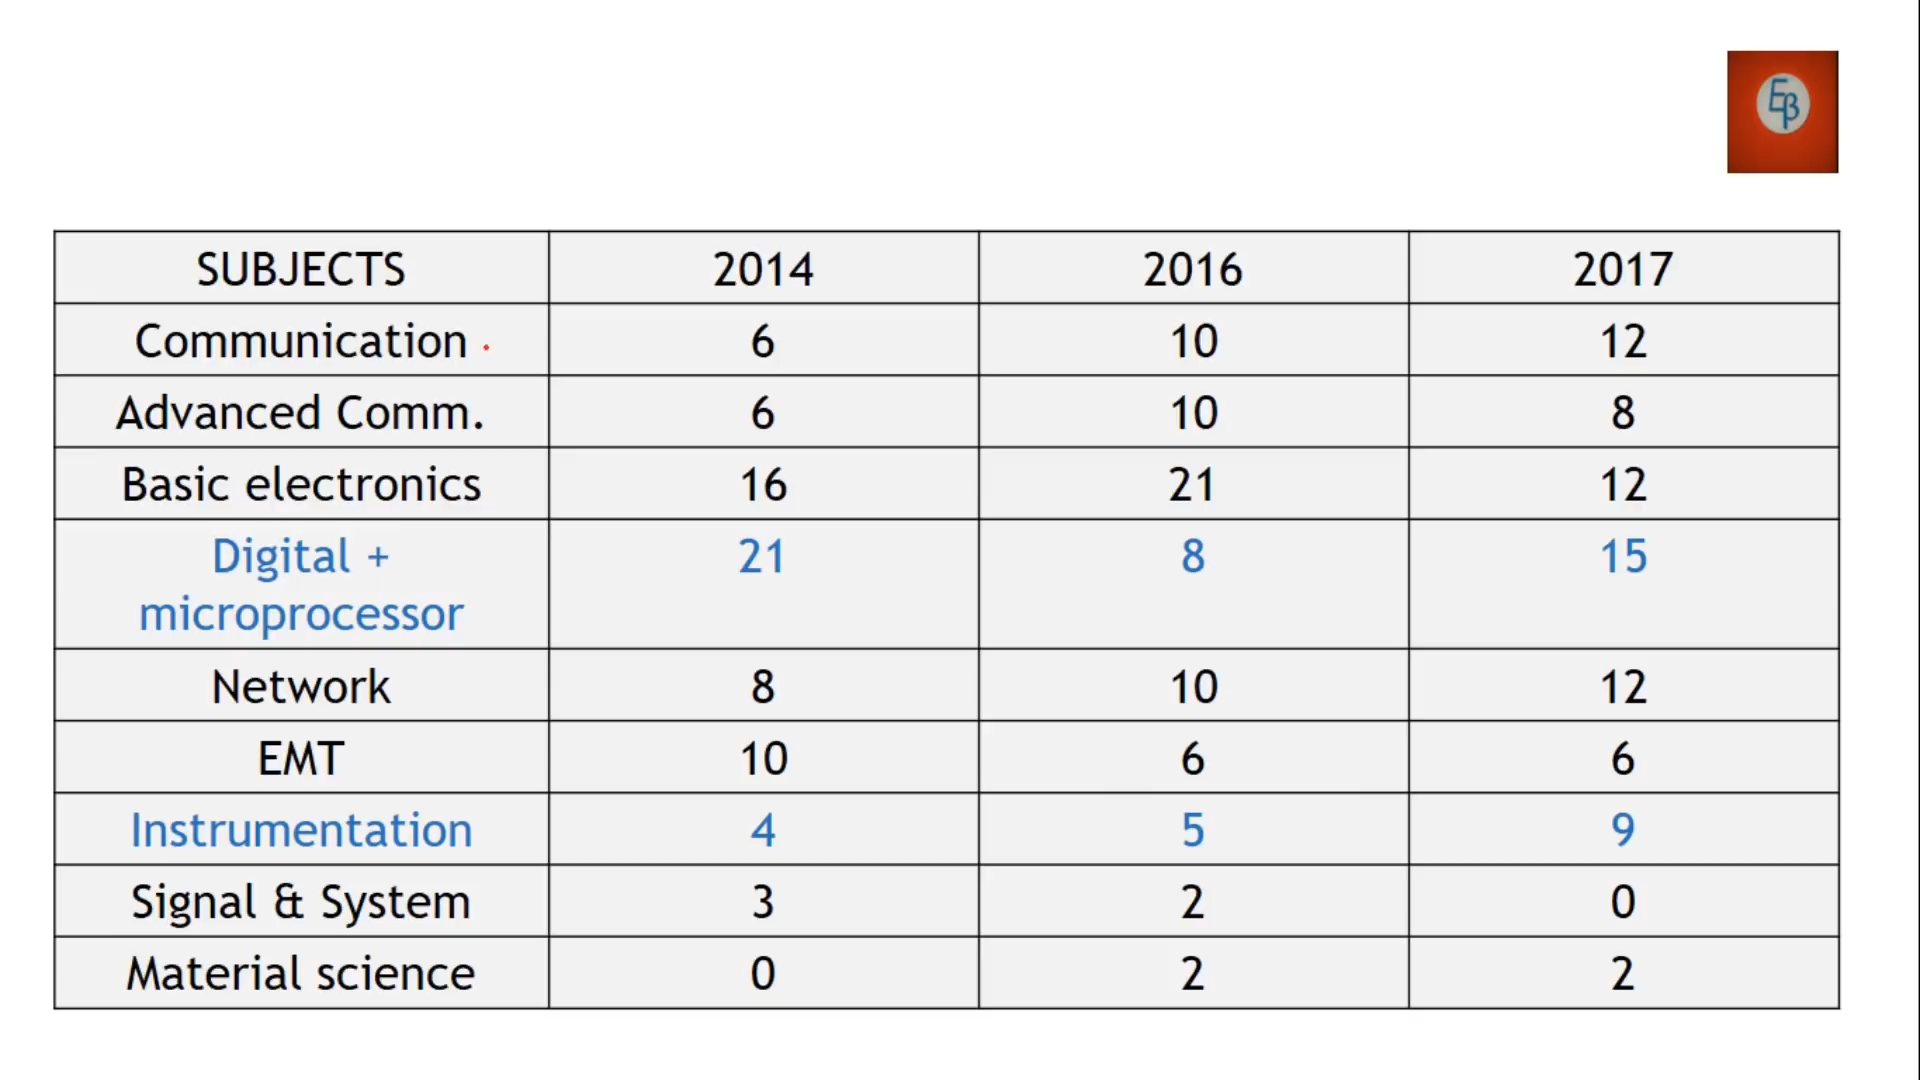 Eβ
SUBJECTS 2014 2016 2017
Communication 6 10 12
Advanced Comm. 6 10 8
Basic electronics 16 21 12
Digital + 21 8 15
microprocessor
Network 8 10 12
EMT 10 6 6
Instrumentation 4 5 9
Signal & System 3 2 0
Material science 0 2 2